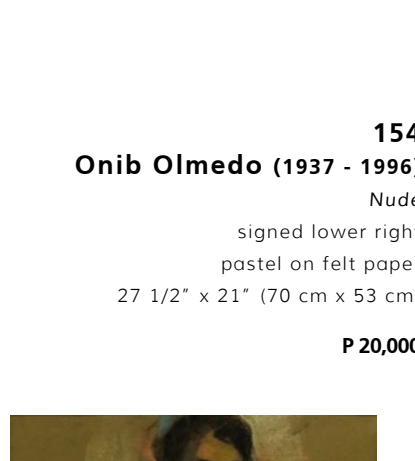 154
Onib Olmedo (1937 - 1996)
Nude
signed lower right
pastel on felt pape
27 1/2” x 21” (70 cm x 53 cm
P 20,000